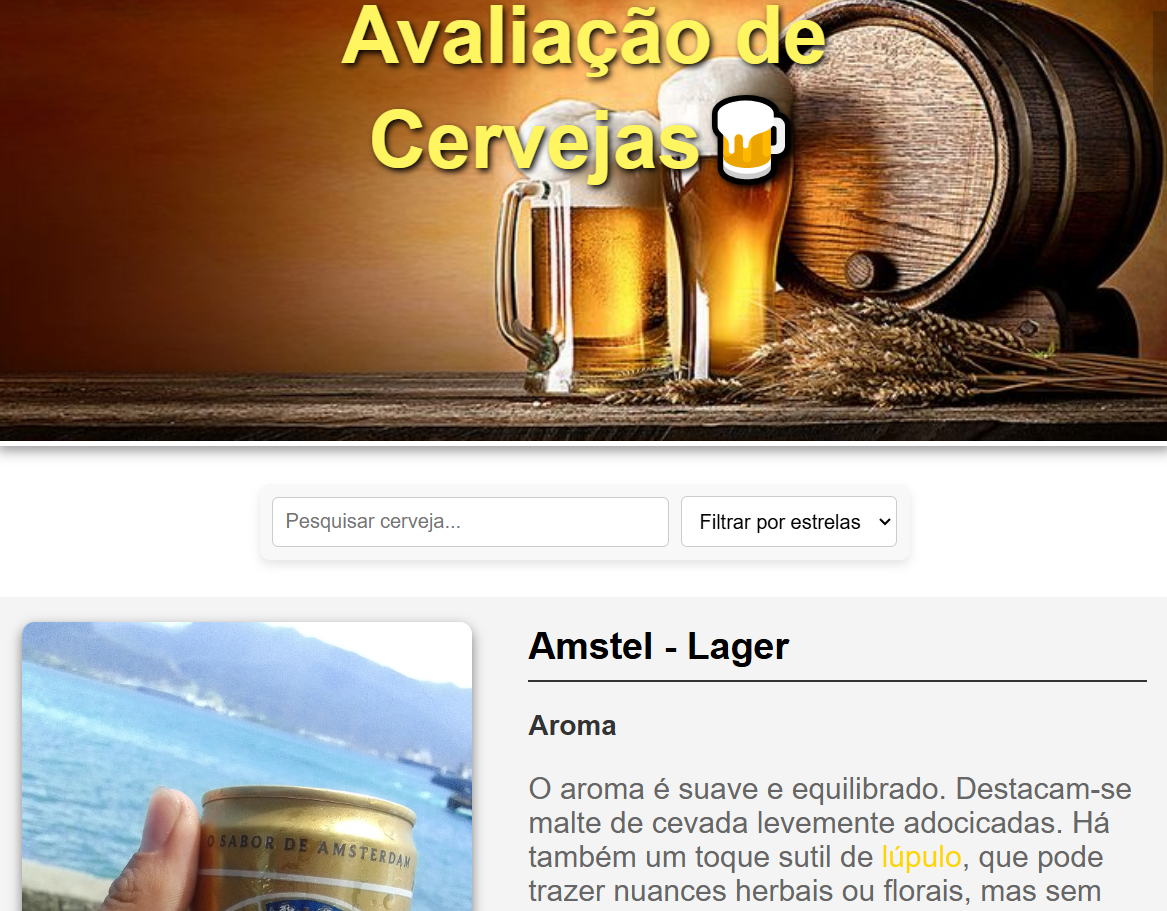 Avaliação de
Cervejas🍺
Pesquisar cerveja...
Filtrar por estrelas
Amstel - Lager
Aroma
O aroma é suave e equilibrado. Destacam-se
malte de cevada levemente adocicadas. Há
também um toque sutil de lúpulo, que pode
trazer nuances herbais ou florais, mas sem
O SABOR DE AMSTERDAM